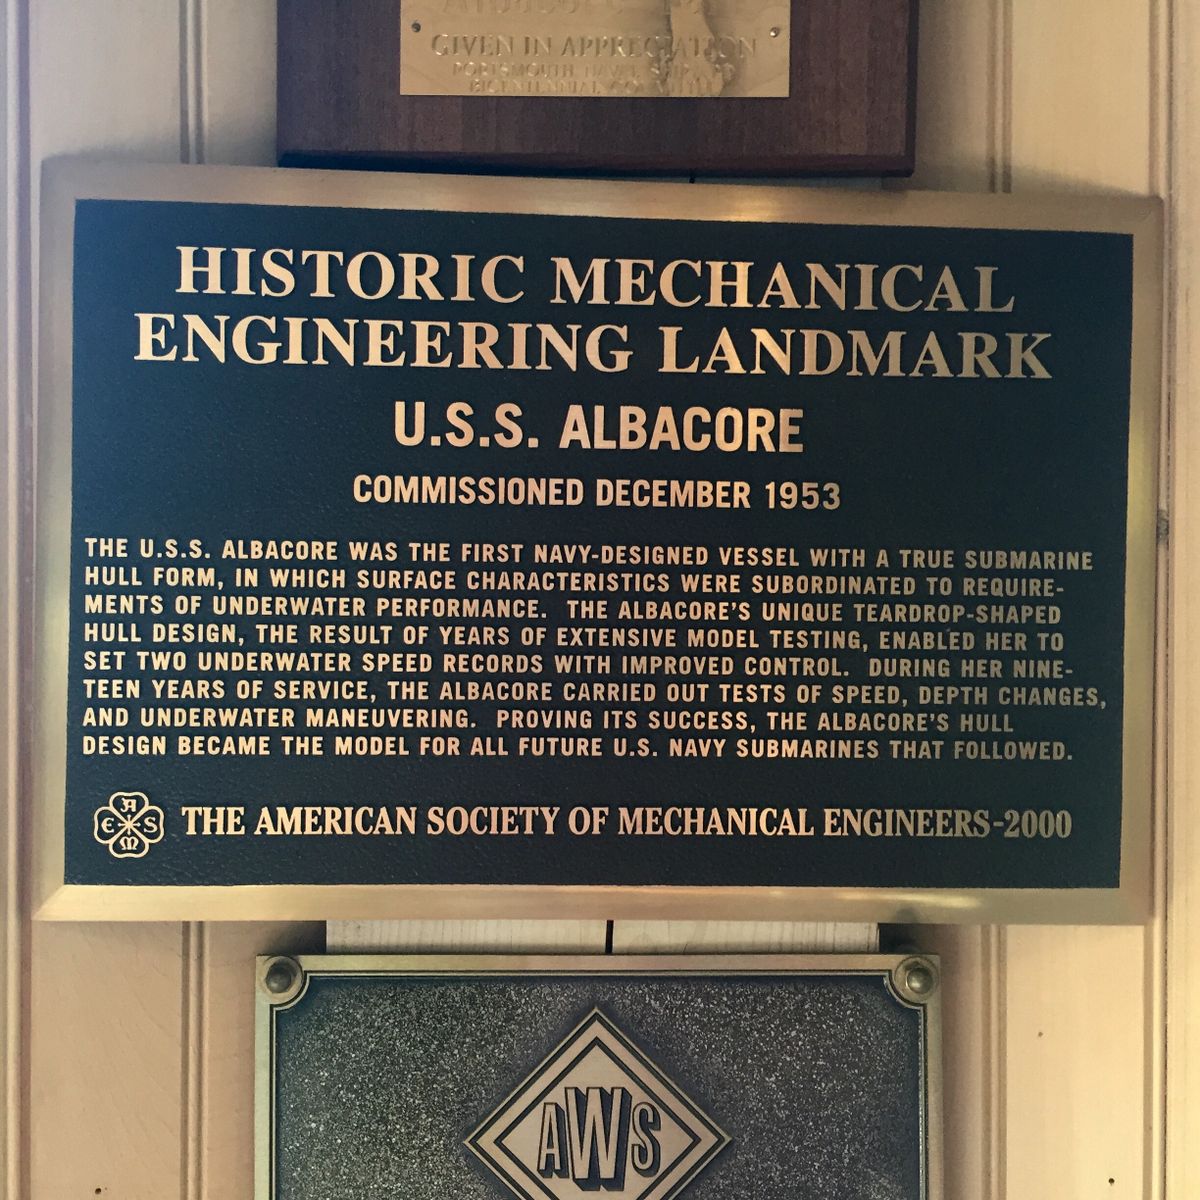 GIVEN IN APPRECIATION
PORTSMOUTH NAVAL
BICENTENNIAL
HISTORIC MECHANICAL
ENGINEERING LANDMARK
U.S.S. ALBACORE
COMMISSIONED DECEMBER 1953
THE U.S.S. ALBACORE WAS THE FIRST NAVY-DESIGNED VESSEL WITH A TRUE SUBMARINE
HULL FORM, IN WHICH SURFACE CHARACTERISTICS WERE SUBORDINATED TO REQUIRE-
MENTS OF UNDERWATER PERFORMANCE. THE ALBACORE'S UNIQUE TEARDROP-SHAPED
HULL DESIGN, THE RESULT OF YEARS OF EXTENSIVE MODEL TESTING, ENABLED HER TO
SET TWO UNDERWATER SPEED RECORDS WITH IMPROVED CONTROL. DURING HER NINE-
TEEN YEARS OF SERVICE, THE ALBACORE CARRIED OUT TESTS OF SPEED, DEPTH CHANGES,
AND UNDERWATER MANEUVERING. PROVING ITS SUCCESS, THE ALBACORE'S HULL
DESIGN BECAME THE MODEL FOR ALL FUTURE U.S. NAVY SUBMARINES THAT FOLLOWED.
A
E S
M
THE AMERICAN SOCIETY OF MECHANICAL ENGINEERS-2000
AWS